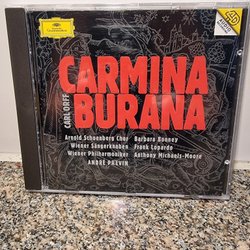 Deutsche
Grammophon
CARL ORFF
CARMINA
BURANA
Arnold Schoenberg Chor
Wiener Sängerknaben
Wiener Philharmoniker
ANDRÉ PREVIN
Barbara Bonney
Frank Lopardo
Anthony Michaels-Moore